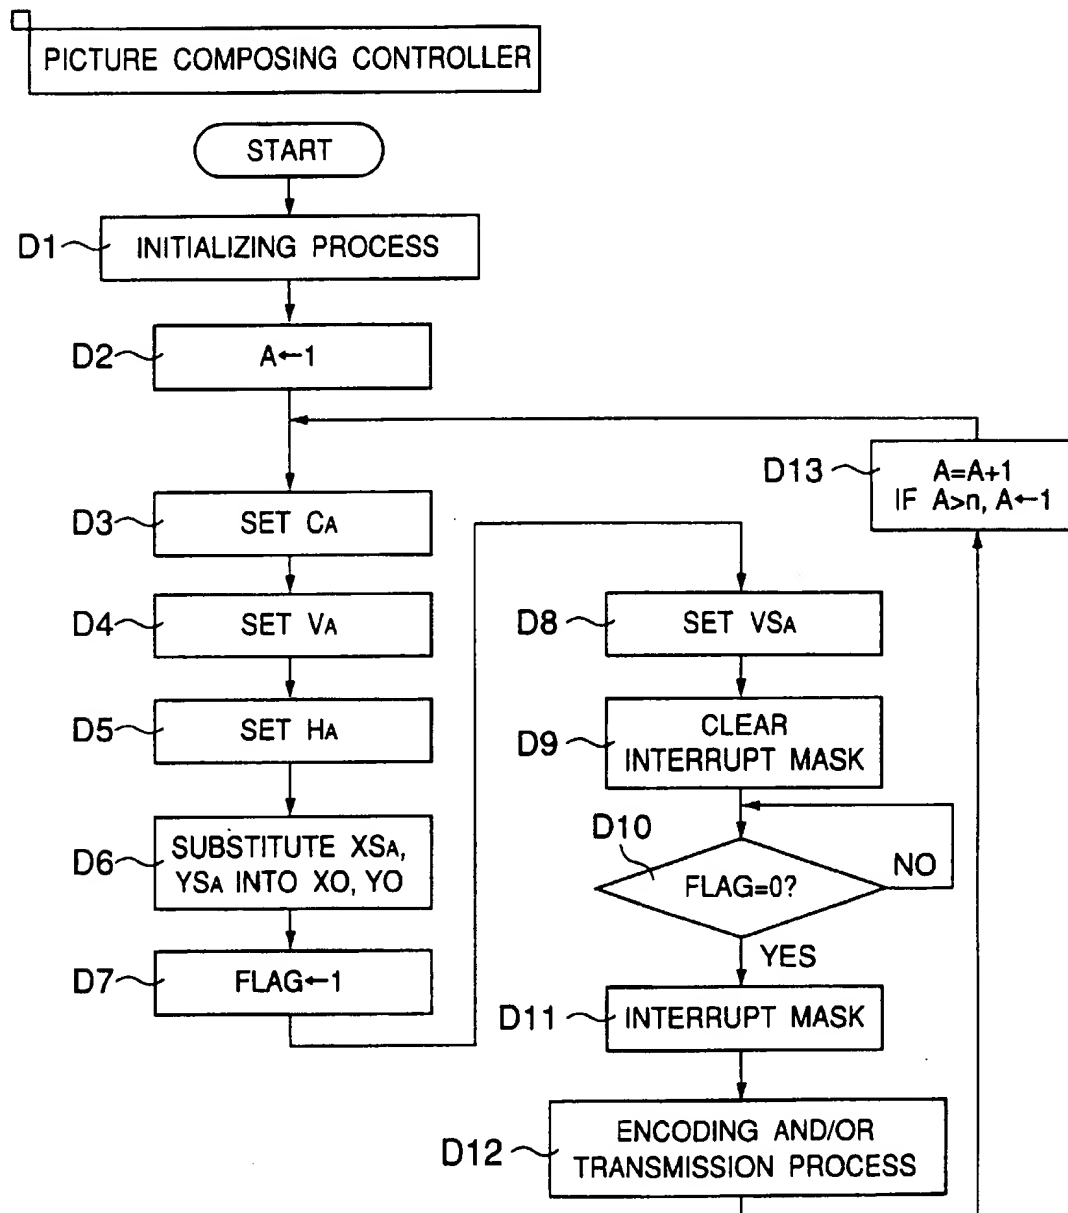 PICTURE COMPOSING CONTROLLER
START
D1
INITIALIZING PROCESS
D2
A←1
D3
SET CA
D4
SET VA
D5
SET HA
D6
SUBSTITUTE XSA,
YSA INTO XO, YO
D7
FLAG←1
D8
SET VSA
D9
CLEAR
INTERRUPT MASK
D10
FLAG=0?
NO
YES
D11
INTERRUPT MASK
D12
ENCODING AND/OR
TRANSMISSION PROCESS
D13
A=A+1
IF A>n, A←1